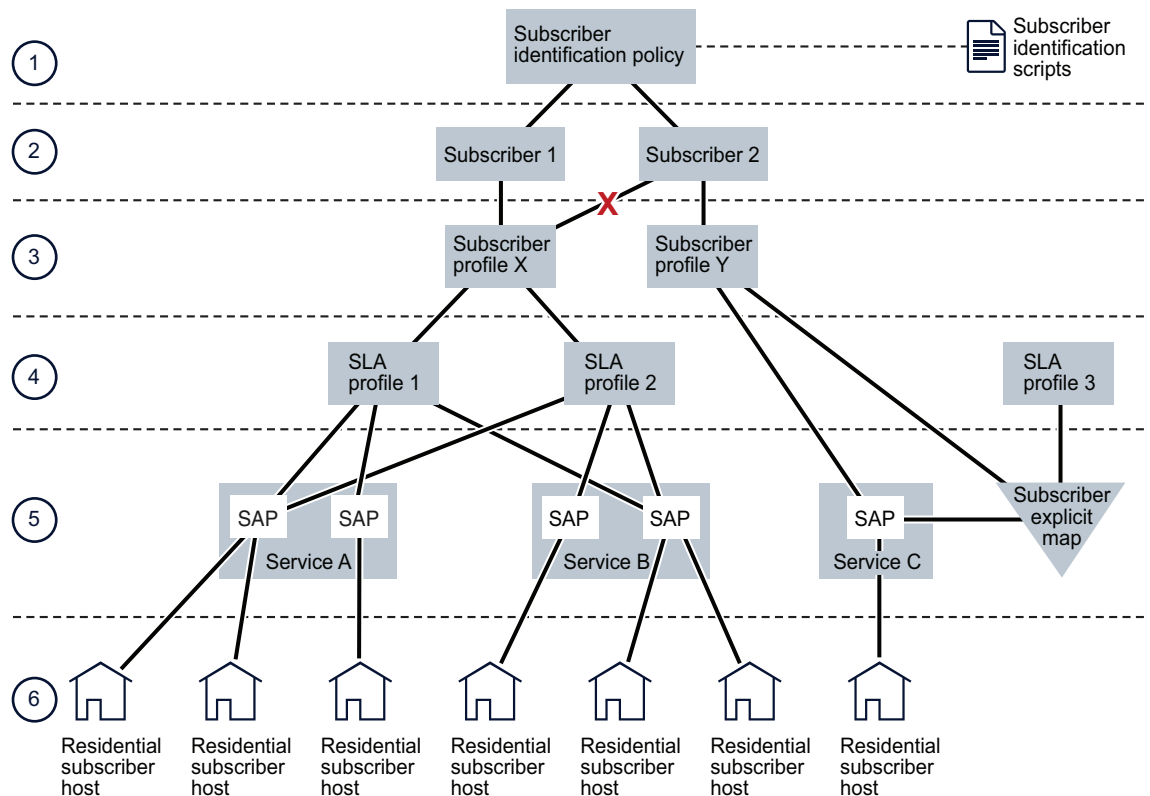 1
Subscriber
identification policy
Subscriber
identification
scripts
2
Subscriber 1
Subscriber 2
X
3
Subscriber
profile X
Subscriber
profile Y
4
SLA
profile 1
SLA
profile 2
SLA
profile 3
5
SAP
SAP
Service A
SAP
SAP
Service B
SAP
Service C
Subscriber
explicit
map
6
Residential
subscriber
host
Residential
subscriber
host
Residential
subscriber
host
Residential
subscriber
host
Residential
subscriber
host
Residential
subscriber
host
Residential
subscriber
host